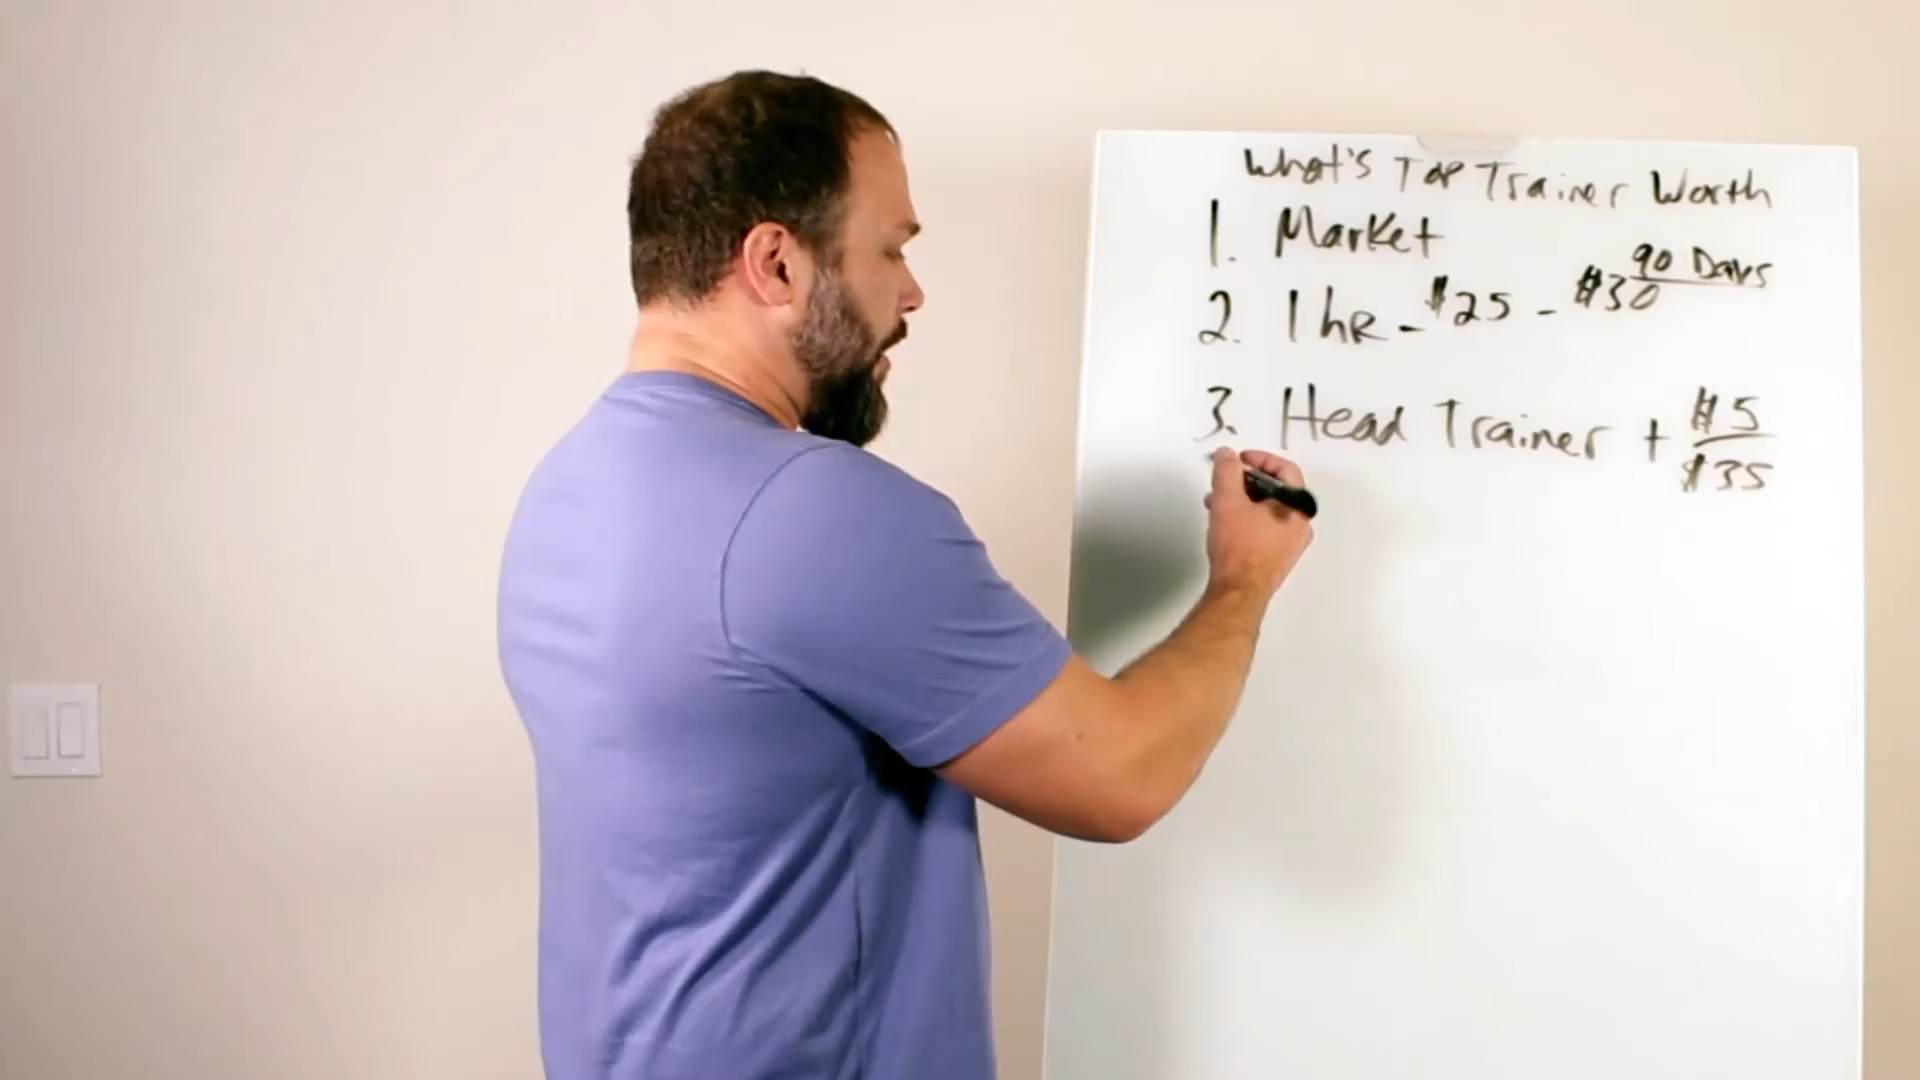 What's Top Trainer Worth
1. Market
90 Days
2. 1 hR - $25 - $30
3. Head Trainer + $5
$35